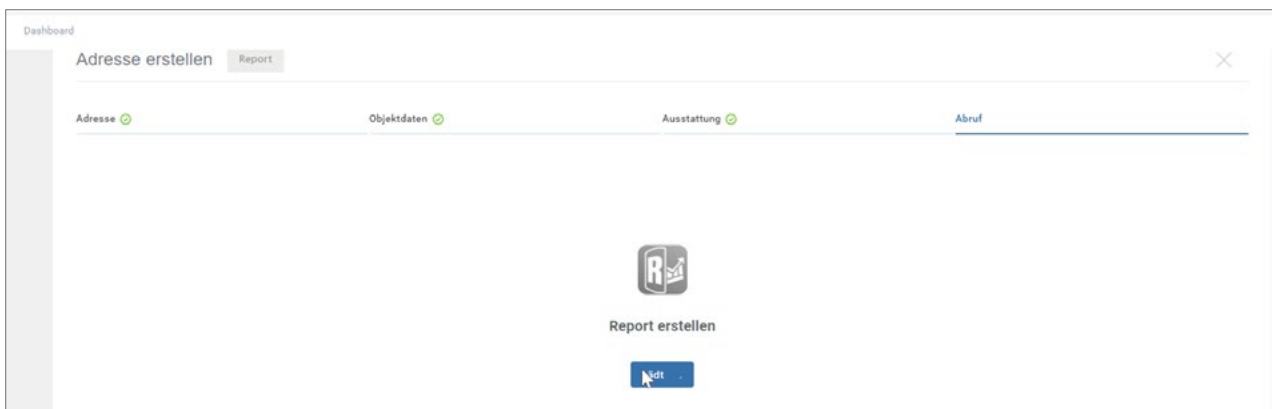 Dashboard
Adresse erstellen Report
Adresse Objektdaten Ausstattung Abruf
R
Report erstellen